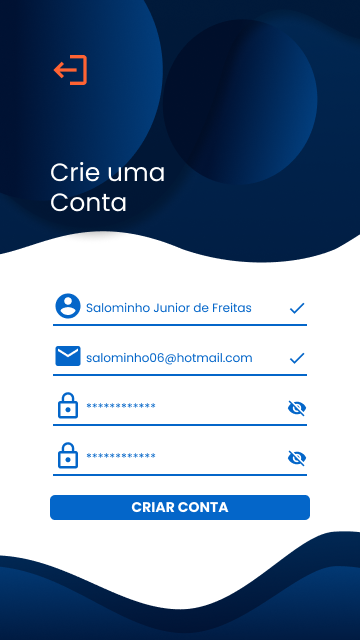 Crie uma
Conta
Salominho Junior de Freitas
salominho06@hotmail.com
************
************
CRIAR CONTA